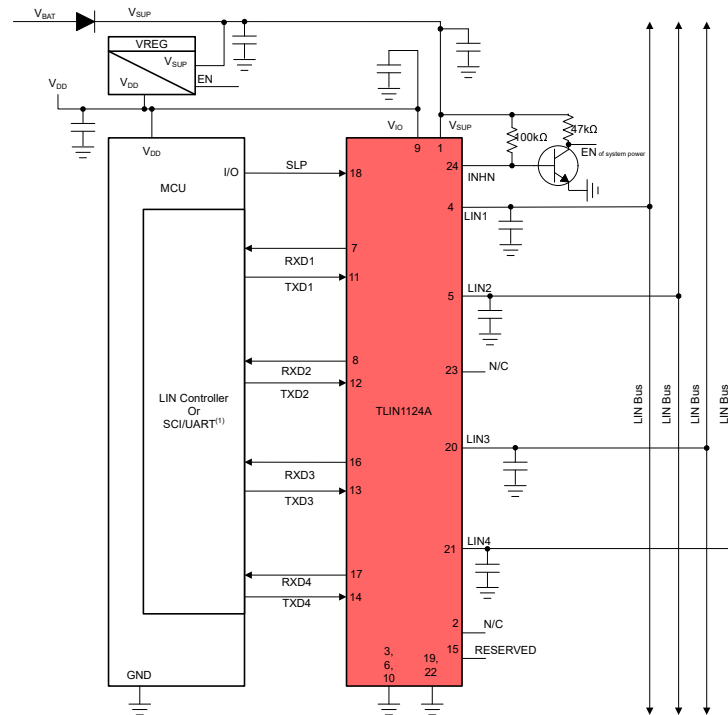 VBAT
VSUP
VREG
VSUP
VDD
EN
VDD
VIO
VSUP
9
1
100kΩ
47kΩ
EN of system power
VDD
MCU
I/O
SLP
18
24
INHN
4
LIN1
7
RXD1
11
TXD1
5
LIN2
8
RXD2
12
TXD2
23
N/C
LIN Controller
Or
SCI/UART(1)
TLIN1124A
LIN Bus
LIN Bus
LIN Bus
LIN Bus
20
LIN3
16
RXD3
13
TXD3
21
LIN4
17
RXD4
14
TXD4
2
N/C
15
RESERVED
3,
6,
10
19,
22
GND